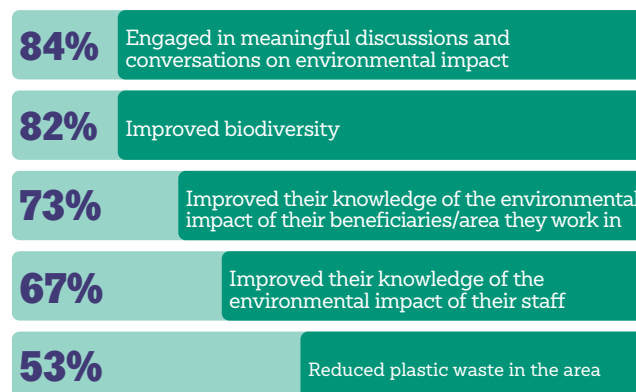 84%
Engaged in meaningful discussions and
conversations on environmental impact
82%
Improved biodiversity
73%
Improved their knowledge of the environmental
impact of their beneficiaries/area they work in
67%
Improved their knowledge of the
environmental impact of their staff
53%
Reduced plastic waste in the area